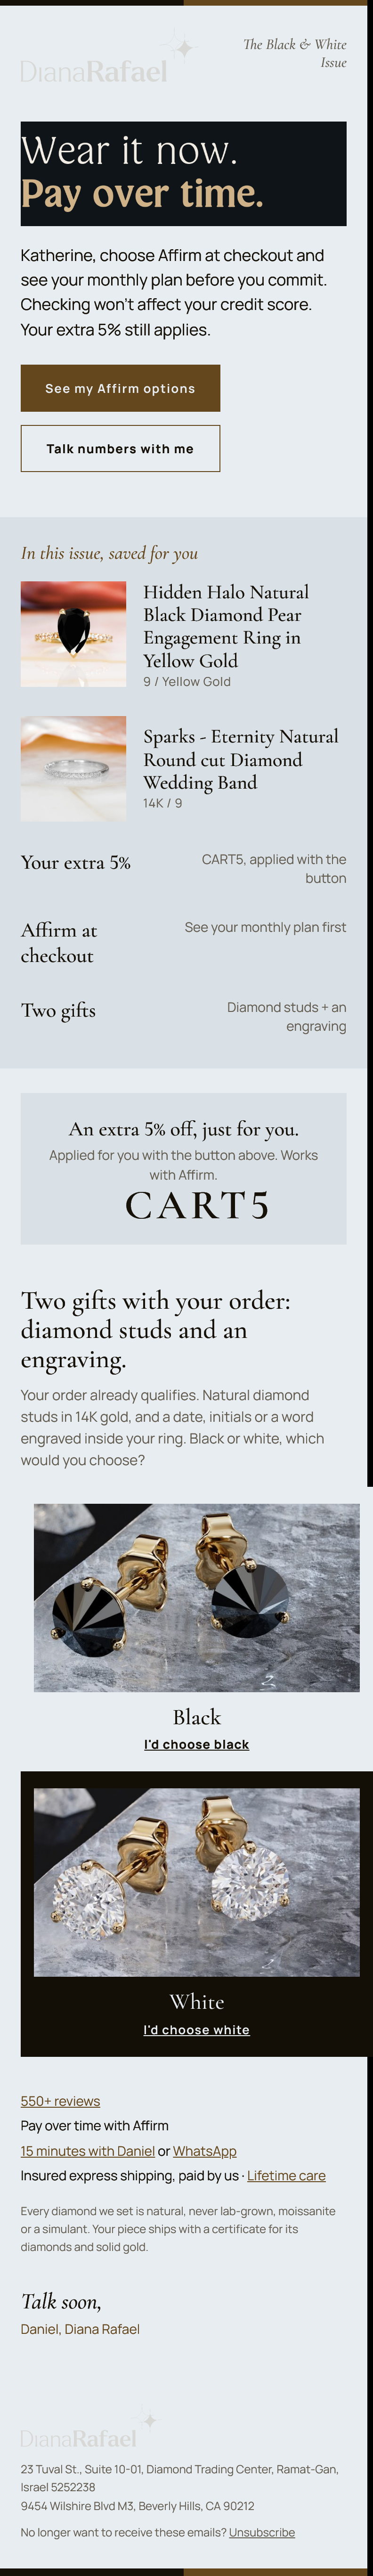 DianaRafael
The Black & White
Issue
Wear it now.
Pay over time.
Katherine, choose Affirm at checkout and
see your monthly plan before you commit.
Checking won't affect your credit score.
Your extra 5% still applies.
See my Affirm options
Talk numbers with me
In this issue, saved for you
Hidden Halo Natural
Black Diamond Pear
Engagement Ring in
Yellow Gold
9 / Yellow Gold
Sparks - Eternity Natural
Round cut Diamond
Wedding Band
14K / 9
Your extra 5%
CART5, applied with the
button
Affirm at
checkout
See your monthly plan first
Two gifts
Diamond studs + an
engraving
An extra 5% off, just for you.
Applied for you with the button above. Works
with Affirm.
CART5
Two gifts with your order:
diamond studs and an
engraving.
Your order already qualifies. Natural diamond
studs in 14K gold, and a date, initials or a word
engraved inside your ring. Black or white, which
would you choose?
Black
I'd choose black
White
I'd choose white
550+ reviews
Pay over time with Affirm
15 minutes with Daniel or WhatsApp
Insured express shipping, paid by us · Lifetime care
Every diamond we set is natural, never lab-grown, moissanite
or a simulant. Your piece ships with a certificate for its
diamonds and solid gold.
Talk soon,
Daniel, Diana Rafael
DianaRafael
23 Tuval St., Suite 10-01, Diamond Trading Center, Ramat-Gan,
Israel 5252238
9454 Wilshire Blvd M3, Beverly Hills, CA 90212
No longer want to receive these emails? Unsubscribe